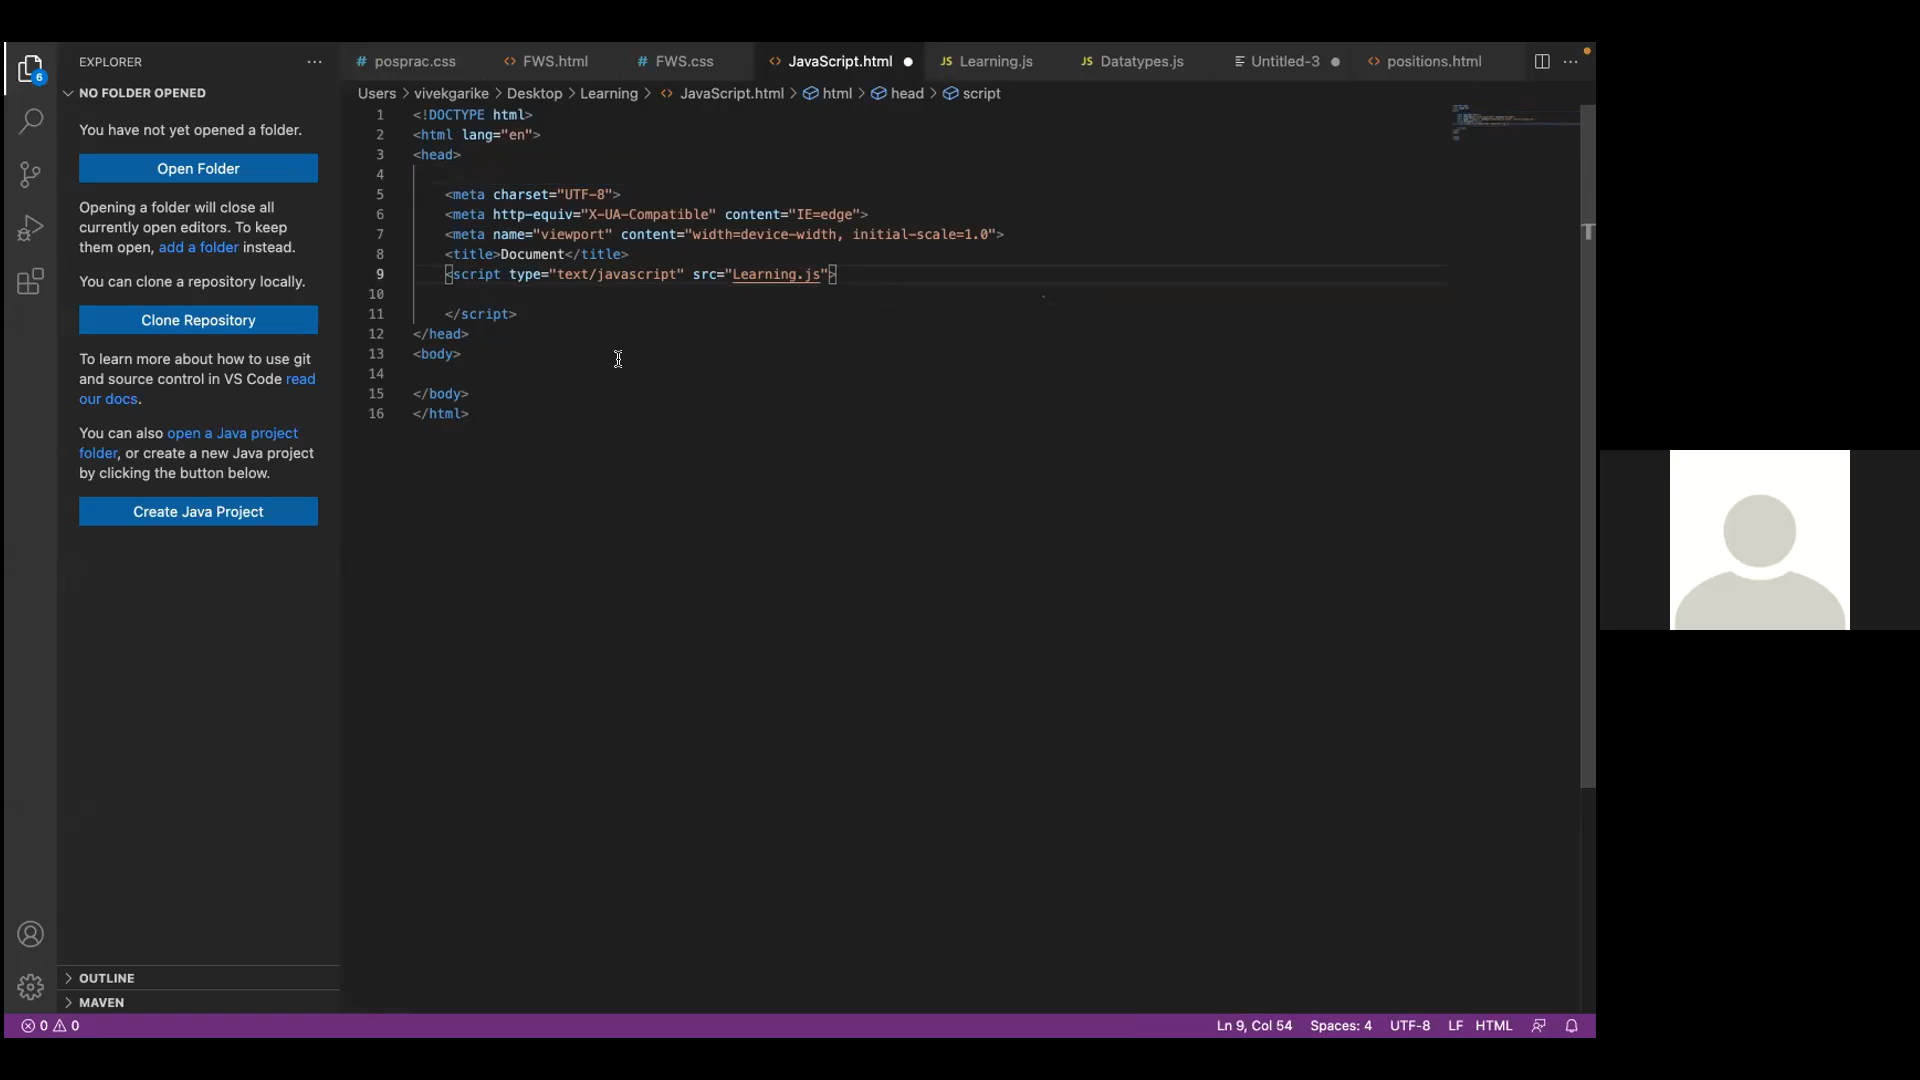 EXPLORER
6
NO FOLDER OPENED
You have not yet opened a folder.
Open Folder
Opening a folder will close all
currently open editors. To keep
them open, add a folder instead.
You can clone a repository locally.
Clone Repository
To learn more about how to use git
and source control in VS Code read
our docs.
You can also open a Java project
folder, or create a new Java project
by clicking the button below.
Create Java Project
OUTLINE
MAVEN
# posprac.css <> FWS.html # FWS.css <> JavaScript.html ● JS Learning.js JS Datatypes.js Untitled-3 ● <> positions.html
Users > vivekgarike > Desktop > Learning > <> JavaScript.html > html > head > script
1 <!DOCTYPE html>
2 <html lang="en">
3 <head>
4
5 <meta charset="UTF-8">
6 <meta http-equiv="X-UA-Compatible" content="IE=edge">
7 <meta name="viewport" content="width=device-width, initial-scale=1.0">
8 <title>Document</title>
9 <script type="text/javascript" src="Learning.js">
10
11 </script>
12 </head>
13 <body>
14
15 </body>
16 </html>
0 0
Ln 9, Col 54 Spaces: 4 UTF-8 LF HTML